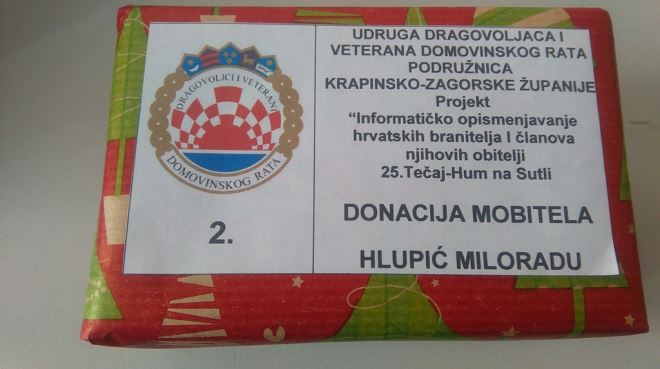 DRAGOVOLJCI I VETERANI
DOMOVINSKOG RATA
2.
UDRUGA DRAGOVOLJACA I
VETERANA DOMOVINSKOG RATA
PODRUŽNICA
KRAPINSKO-ZAGORSKE ŽUPANIJE
Projekt
“Informatičko opismenjavanje
hrvatskih branitelja I članova
njihovih obitelji
25.Tečaj-Hum na Sutli
DONACIJA MOBITELA
HLUPIĆ MILORADU